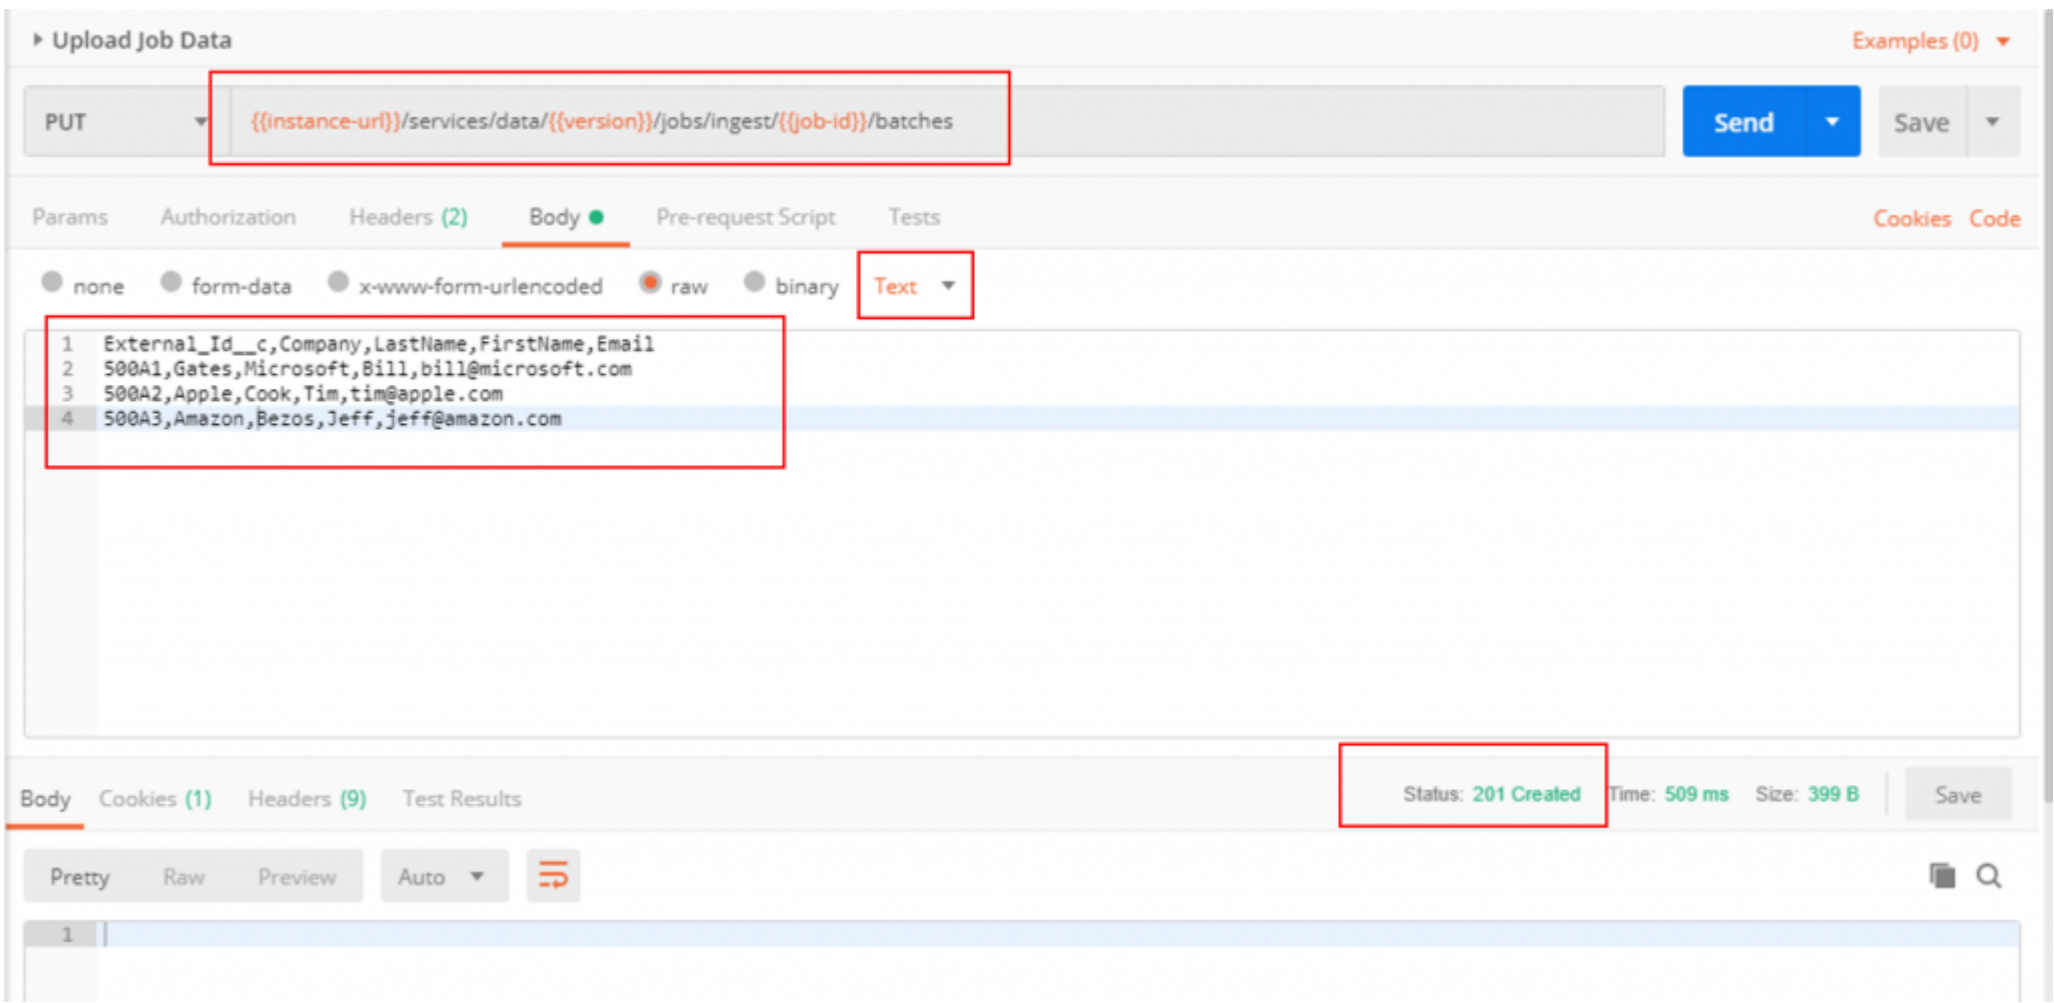 Upload Job Data
Examples (0)
PUT
{{instance-url}}/services/data/{{version}}/jobs/ingest/{{job-id}}/batches
Send
Save
Params Authorization Headers (2) Body Pre-request Script Tests
Cookies Code
none form-data x-www-form-urlencoded raw binary Text
1 External_Id__c,Company,LastName,FirstName,Email
2 500A1,Gates,Microsoft,Bill,bill@microsoft.com
3 500A2,Apple,Cook,Tim,tim@apple.com
4 500A3,Amazon,Bezos,Jeff,jeff@amazon.com
Body Cookies (1) Headers (9) Test Results
Status: 201 Created Time: 509 ms Size: 399 B
Save
Pretty Raw Preview Auto
1